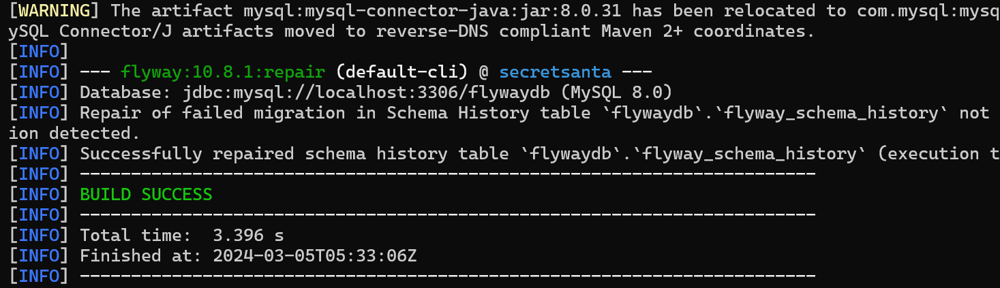 [WARNING] The artifact mysql:mysql-connector-java:jar:8.0.31 has been relocated to com.mysql:mysq
ySQL Connector/J artifacts moved to reverse-DNS compliant Maven 2+ coordinates.
[INFO]
[INFO] --- flyway:10.8.1:repair (default-cli) @ secretsanta ---
[INFO] Database: jdbc:mysql://localhost:3306/flywaydb (MySQL 8.0)
[INFO] Repair of failed migration in Schema History table `flywaydb`.`flyway_schema_history` not
ion detected.
[INFO] Successfully repaired schema history table `flywaydb`.`flyway_schema_history` (execution t
[INFO] ------------------------------------------------------------------------
[INFO] BUILD SUCCESS
[INFO] ------------------------------------------------------------------------
[INFO] Total time:  3.396 s
[INFO] Finished at: 2024-03-05T05:33:06Z
[INFO] ------------------------------------------------------------------------